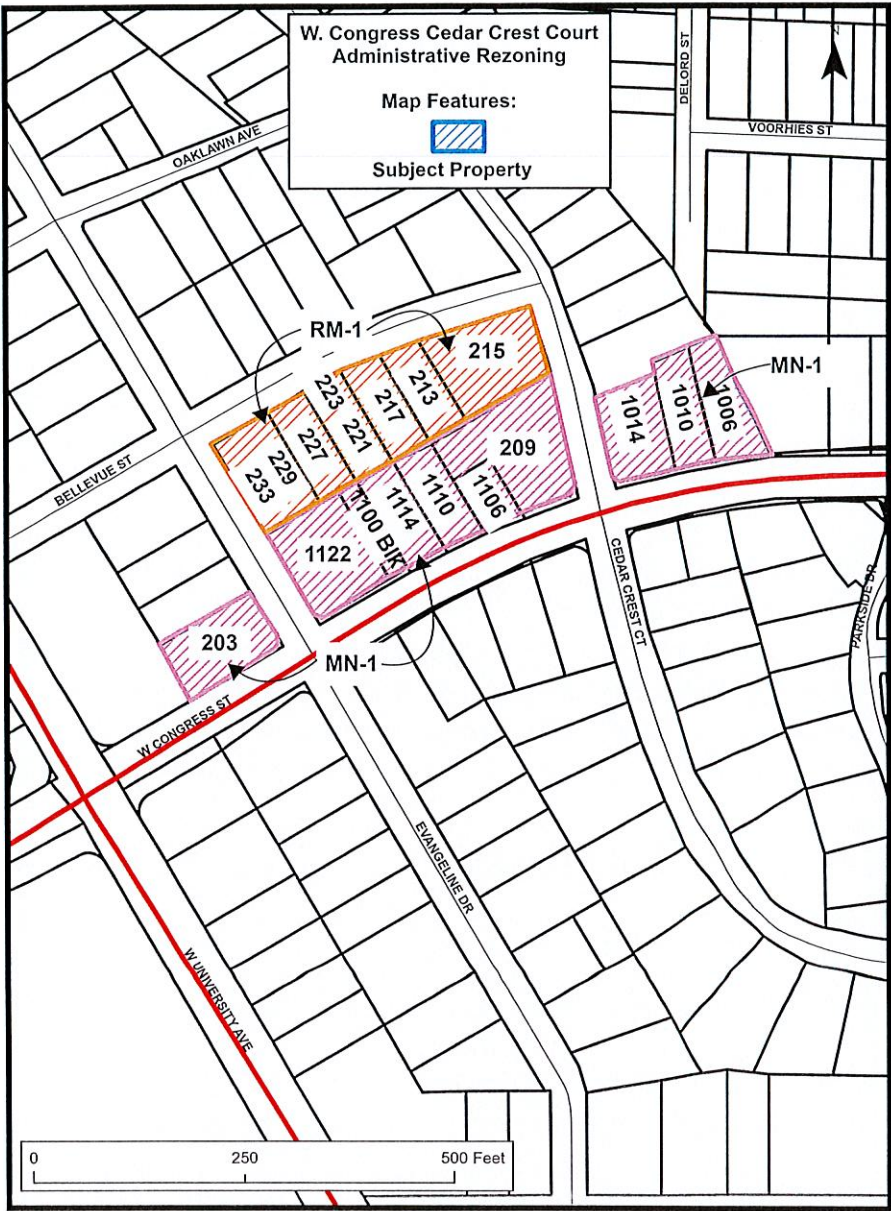 W. Congress Cedar Crest Court
Administrative Rezoning
Map Features:
Subject Property
DELORD ST
VOORHIES ST
OAKLAWN AVE
RM-1
215
213
217
223
221
227
229
233
MN-1
1014
1010
1006
209
1106
1110
1114
1100 Blk
1122
BELLEVUE ST
203
MN-1
W CONGRESS ST
CEDAR CREST CT
PARKSIDE DR
EVANGELINE DR
W UNIVERSITY AVE
0 250 500 Feet